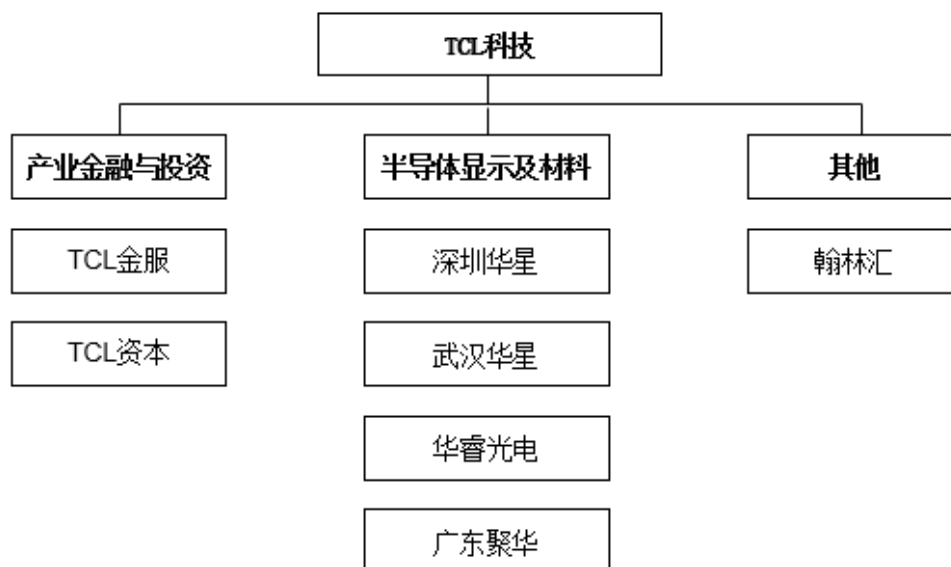 TCL科技
产业金融与投资
半导体显示及材料
其他
TCL金服
深圳华星
翰林汇
TCL资本
武汉华星
华睿光电
广东聚华